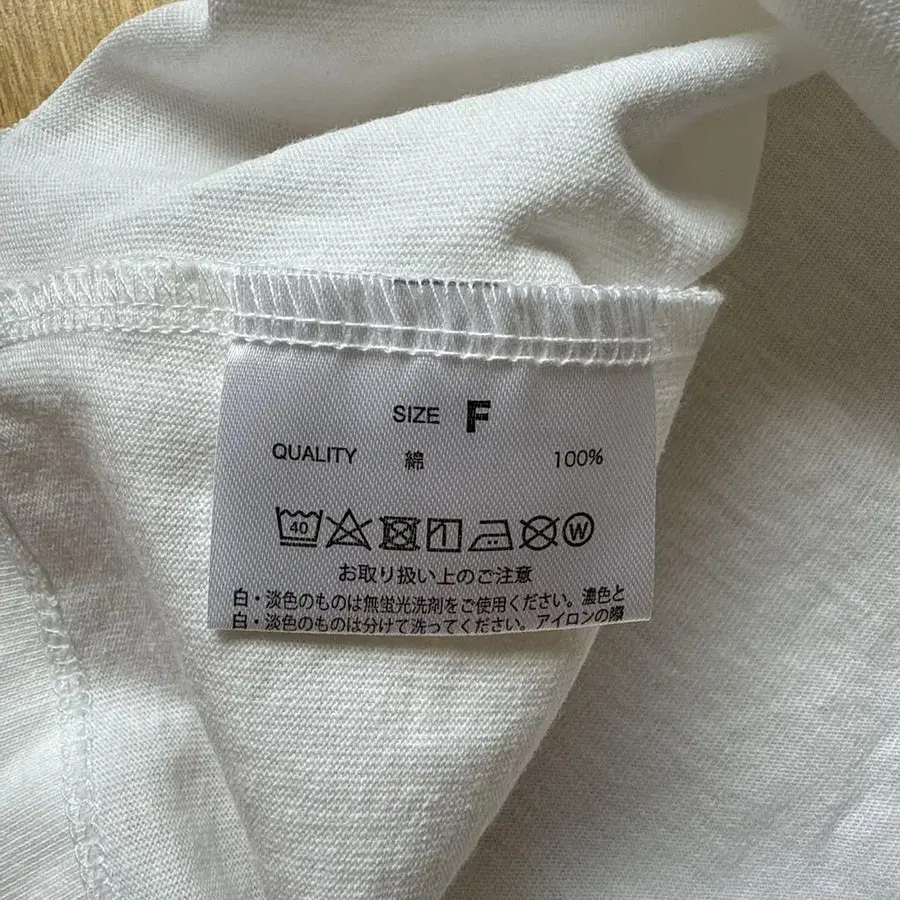 SIZE F
QUALITY 綿 100%
40 W
お取り扱い上のご注意
白・淡色のものは無蛍光洗剤をご使用ください。濃色と
白・淡色のものは分けて洗ってください。アイロンの際